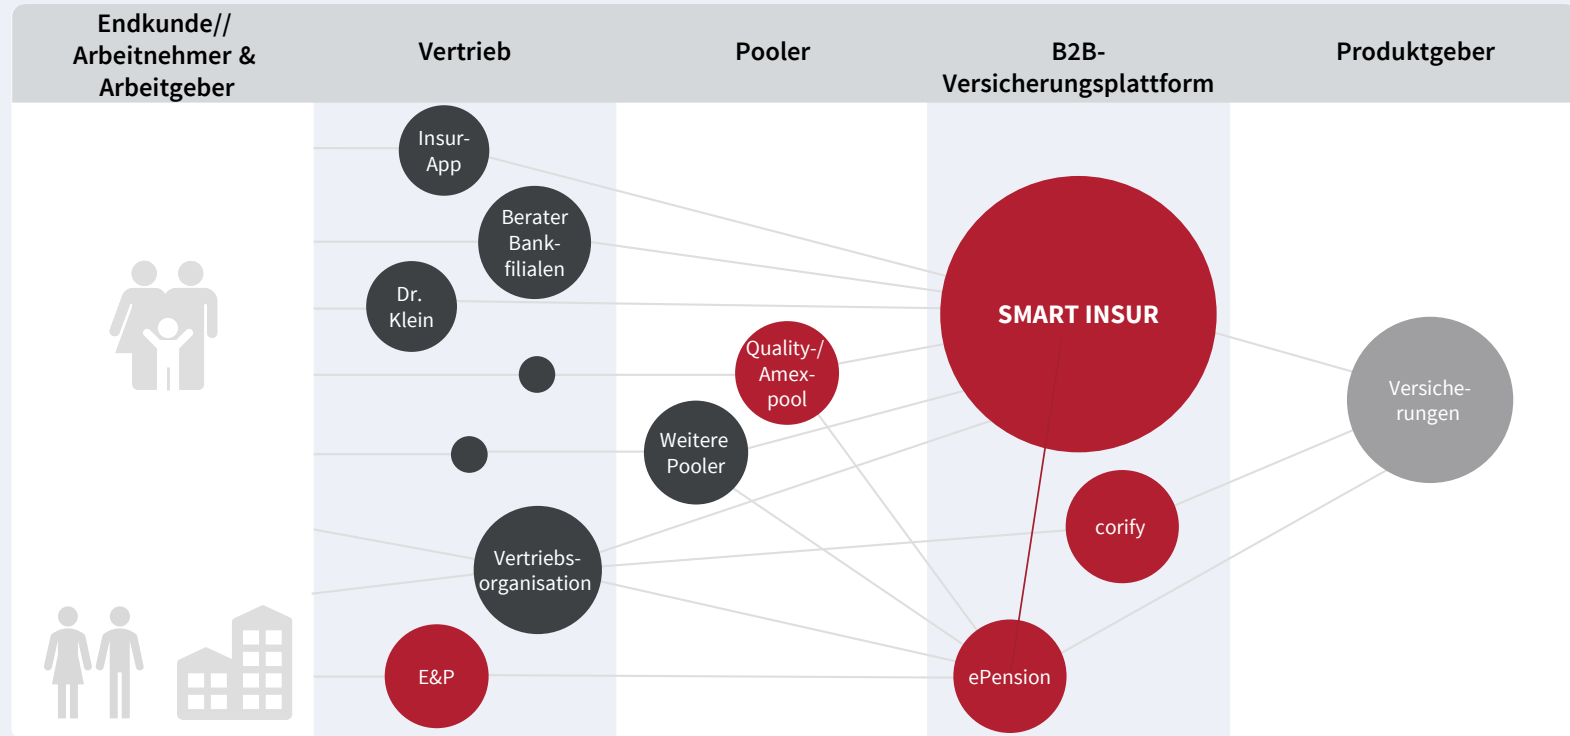 Endkunde//
Arbeitnehmer &
Arbeitgeber
Vertrieb
Pooler
B2B-
Versicherungsplattform
Produktgeber
Insur-
App
Berater
Bank-
filialen
Dr.
Klein
SMART INSUR
Quality-/
Amex-
pool
Versiche-
rungen
Weitere
Pooler
corify
Vertriebs-
organisation
E&P
ePension